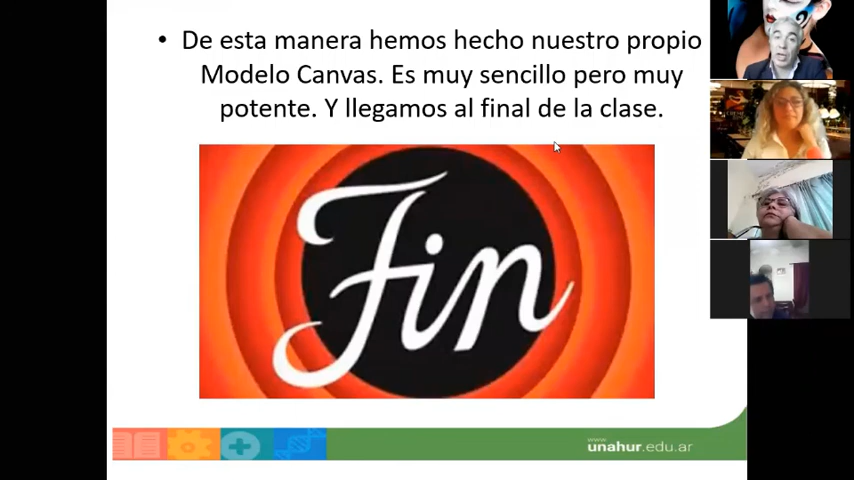 • De esta manera hemos hecho nuestro propio
Modelo Canvas. Es muy sencillo pero muy
potente. Y llegamos al final de la clase.
Fin
unahur.edu.ar